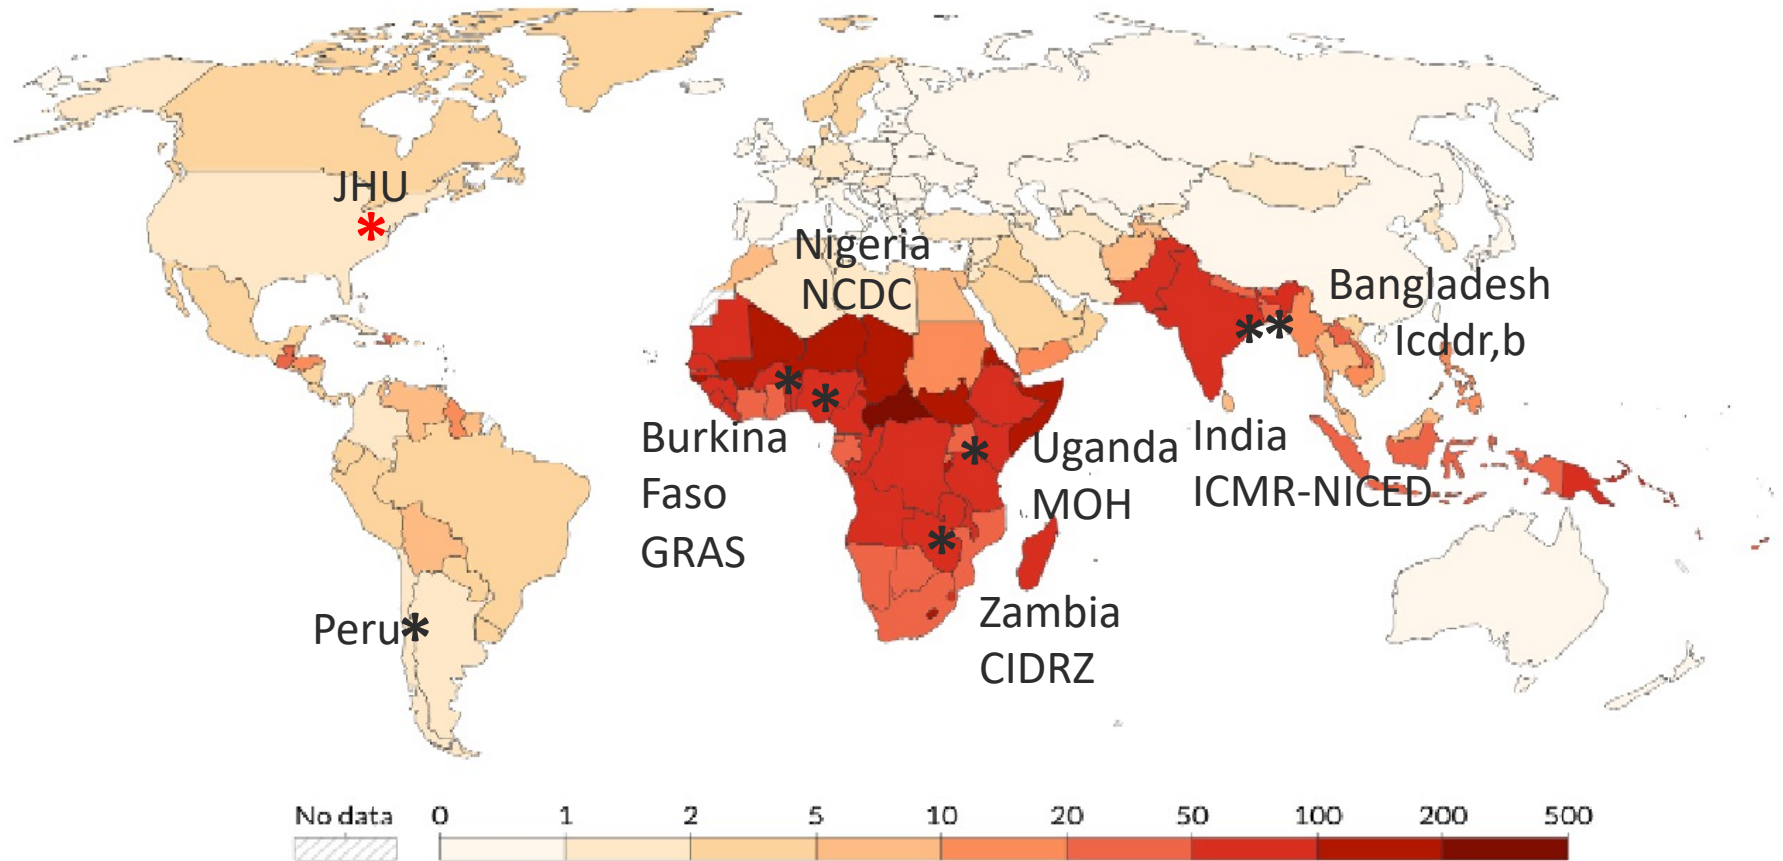 JHU
*
Nigeria
NCDC
Bangladesh
Icddr,b
* *
*
*
Burkina
Faso
GRAS
*
Uganda
MOH
India
ICMR-NICED
*
Zambia
CIDRZ
Peru*
No data 0 1 2 5 10 20 50 100 200 500